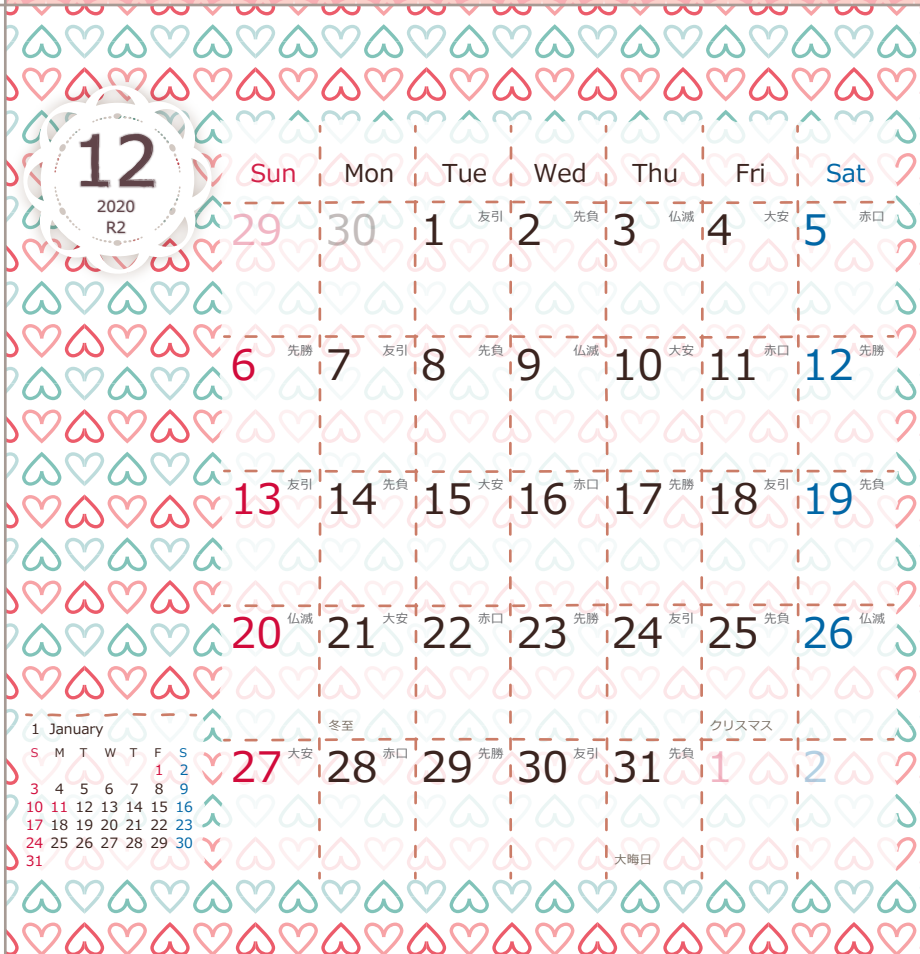 12
2020
R2
Sun Mon Tue Wed Thu Fri Sat
29 30 1 友引 2 先負 3 仏滅 4 大安 5 赤口
6 先勝 7 友引 8 先負 9 仏滅 10 大安 11 赤口 12 先勝
13 友引 14 先負 15 大安 16 赤口 17 先勝 18 友引 19 先負
20 仏滅 21 大安 22 赤口 23 先勝 24 友引 25 先負 26 仏滅
冬至 クリスマス
27 大安 28 赤口 29 先勝 30 友引 31 先負 1 2
大晦日
1 January
S M T W T F S
1 2
3 4 5 6 7 8 9
10 11 12 13 14 15 16
17 18 19 20 21 22 23
24 25 26 27 28 29 30
31